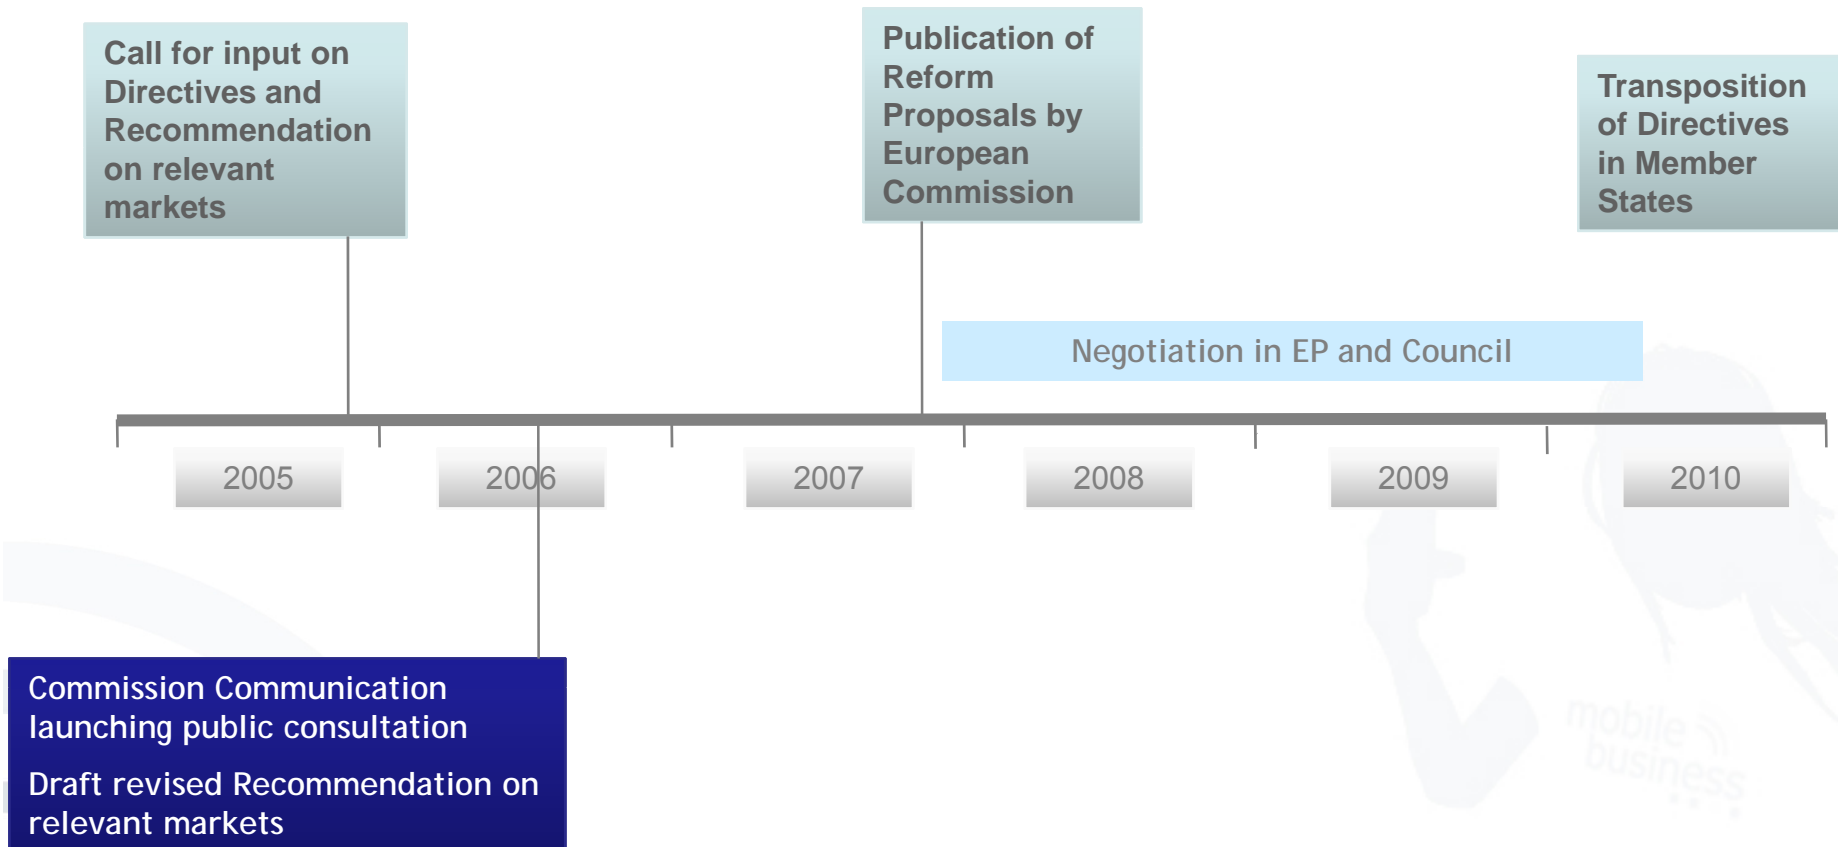 Call for input on
Directives and
Recommendation
on relevant
markets
Publication of
Reform
Proposals by
European
Commission
Transposition
of Directives
in Member
States
Negotiation in EP and Council
2005
2006
2007
2008
2009
2010
Commission Communication
launching public consultation
Draft revised Recommendation on
relevant markets
mobile
business